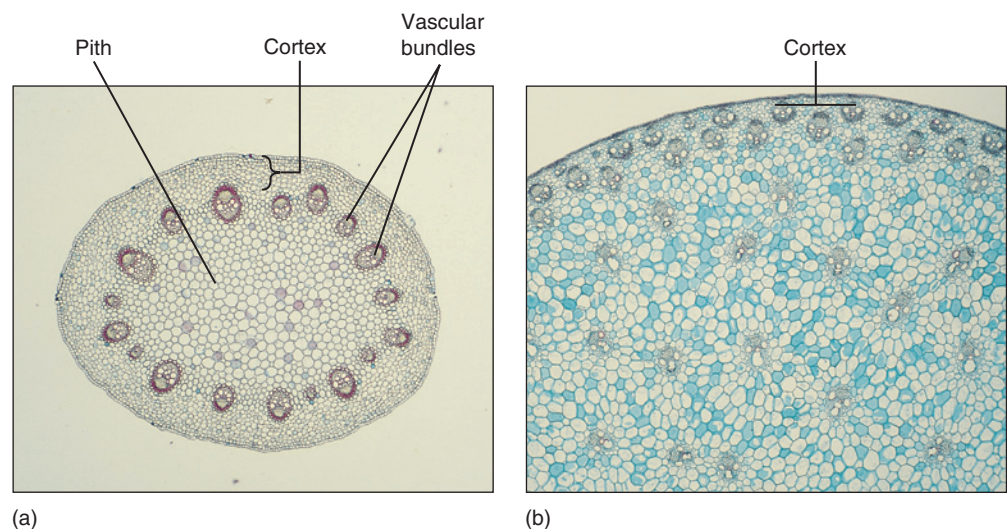 Pith
Cortex
Vascular
bundles
Cortex
(a)
(b)